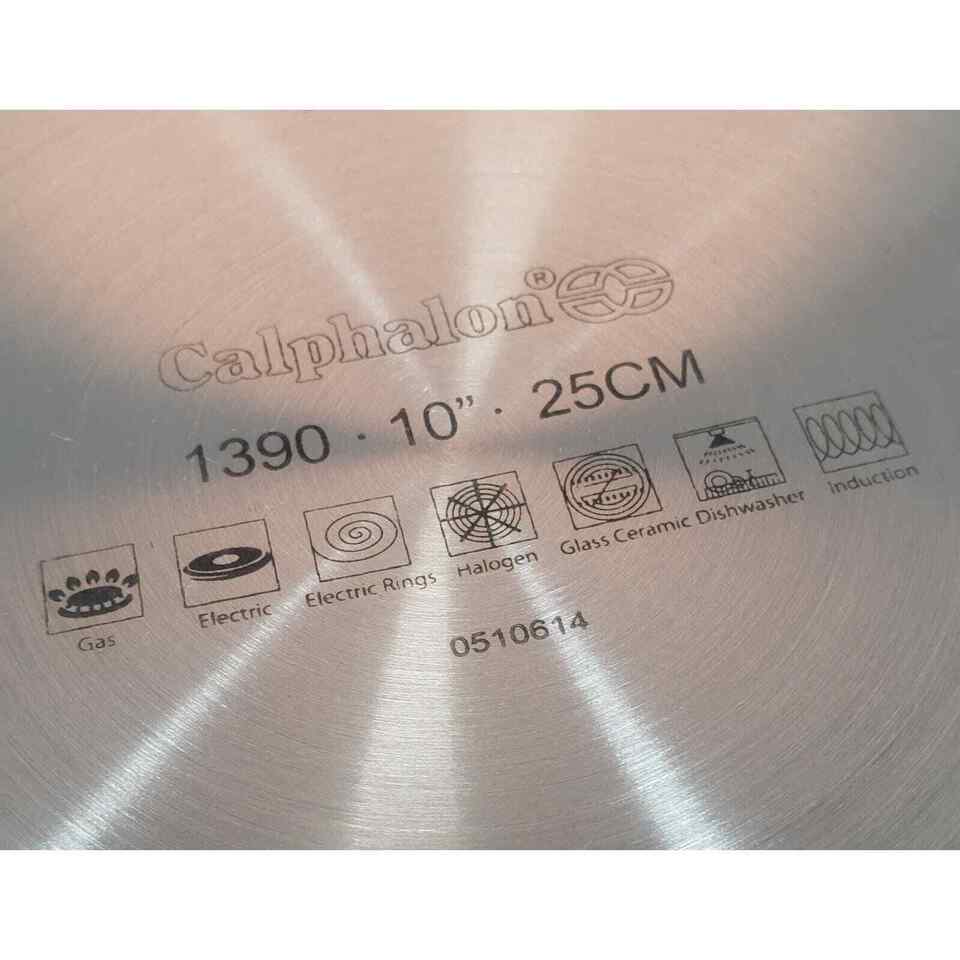 Calphalon®
1390 · 10” · 25CM
Gas Electric Electric Rings Halogen Glass Ceramic Dishwasher Induction
0510614